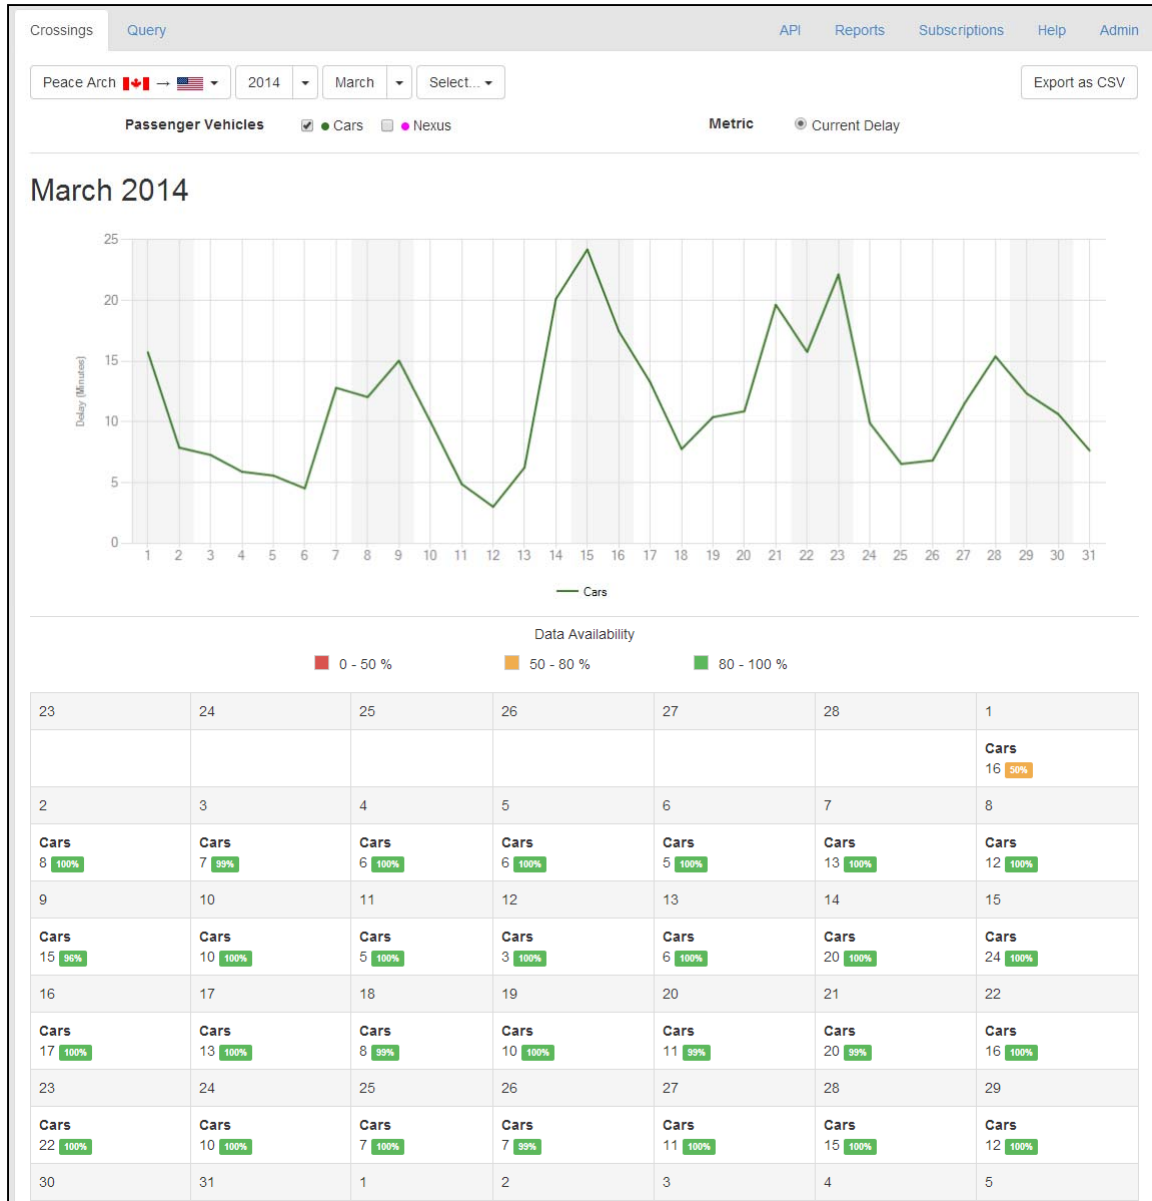 Crossings Query API Reports Subscriptions Help Admin
Peace Arch → 2014 March Select... Export as CSV
Passenger Vehicles Cars Nexus Metric Current Delay
March 2014
25
20
15
10
5
0
Delay (Minutes)
1 2 3 4 5 6 7 8 9 10 11 12 13 14 15 16 17 18 19 20 21 22 23 24 25 26 27 28 29 30 31
Cars
Data Availability
0 - 50 % 50 - 80 % 80 - 100 %
23 24 25 26 27 28 1
Cars
16 50%
2 3 4 5 6 7 8
Cars Cars Cars Cars Cars Cars Cars
8 100% 7 99% 6 100% 6 100% 5 100% 13 100% 12 100%
9 10 11 12 13 14 15
Cars Cars Cars Cars Cars Cars Cars
15 96% 10 100% 5 100% 3 100% 6 100% 20 100% 24 100%
16 17 18 19 20 21 22
Cars Cars Cars Cars Cars Cars Cars
17 100% 13 100% 8 99% 10 100% 11 99% 20 99% 16 100%
23 24 25 26 27 28 29
Cars Cars Cars Cars Cars Cars Cars
22 100% 10 100% 7 100% 7 99% 11 100% 15 100% 12 100%
30 31 1 2 3 4 5